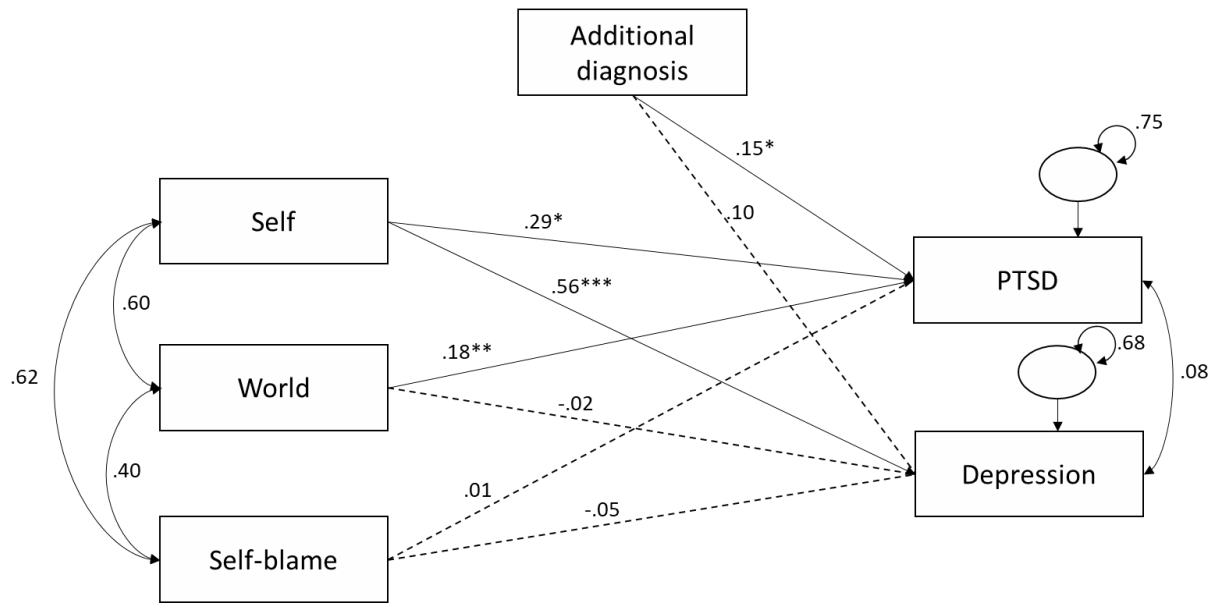 Additional
diagnosis
.75
.15*
.10
Self
.29*
PTSD
.56***
.60
.68
.18**
.62
World
.08
-.02
.40
Depression
.01
-.05
Self-blame